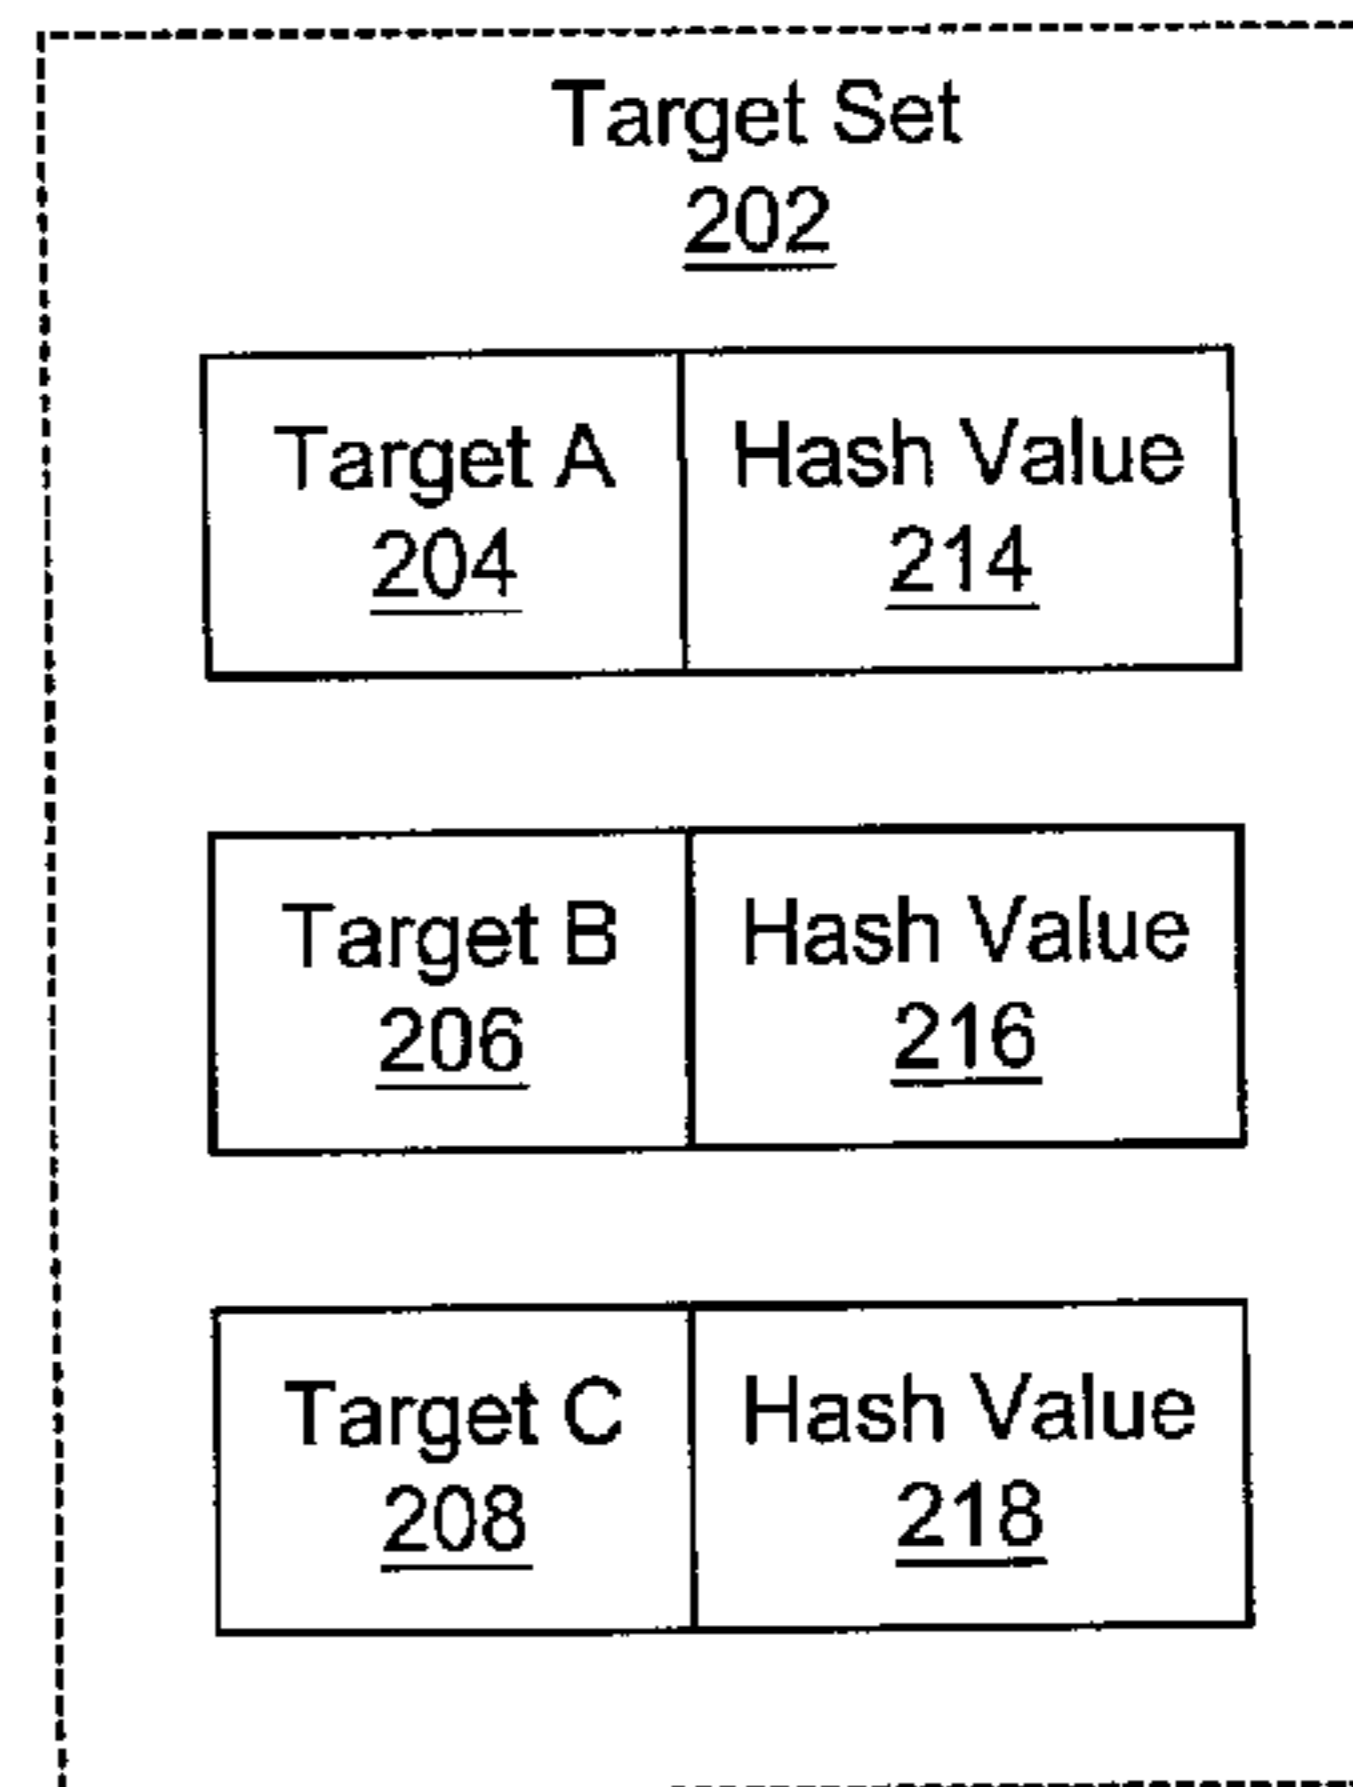 Target Set
202
Target A
204
Hash Value
214
Target B
206
Hash Value
216
Target C
208
Hash Value
218